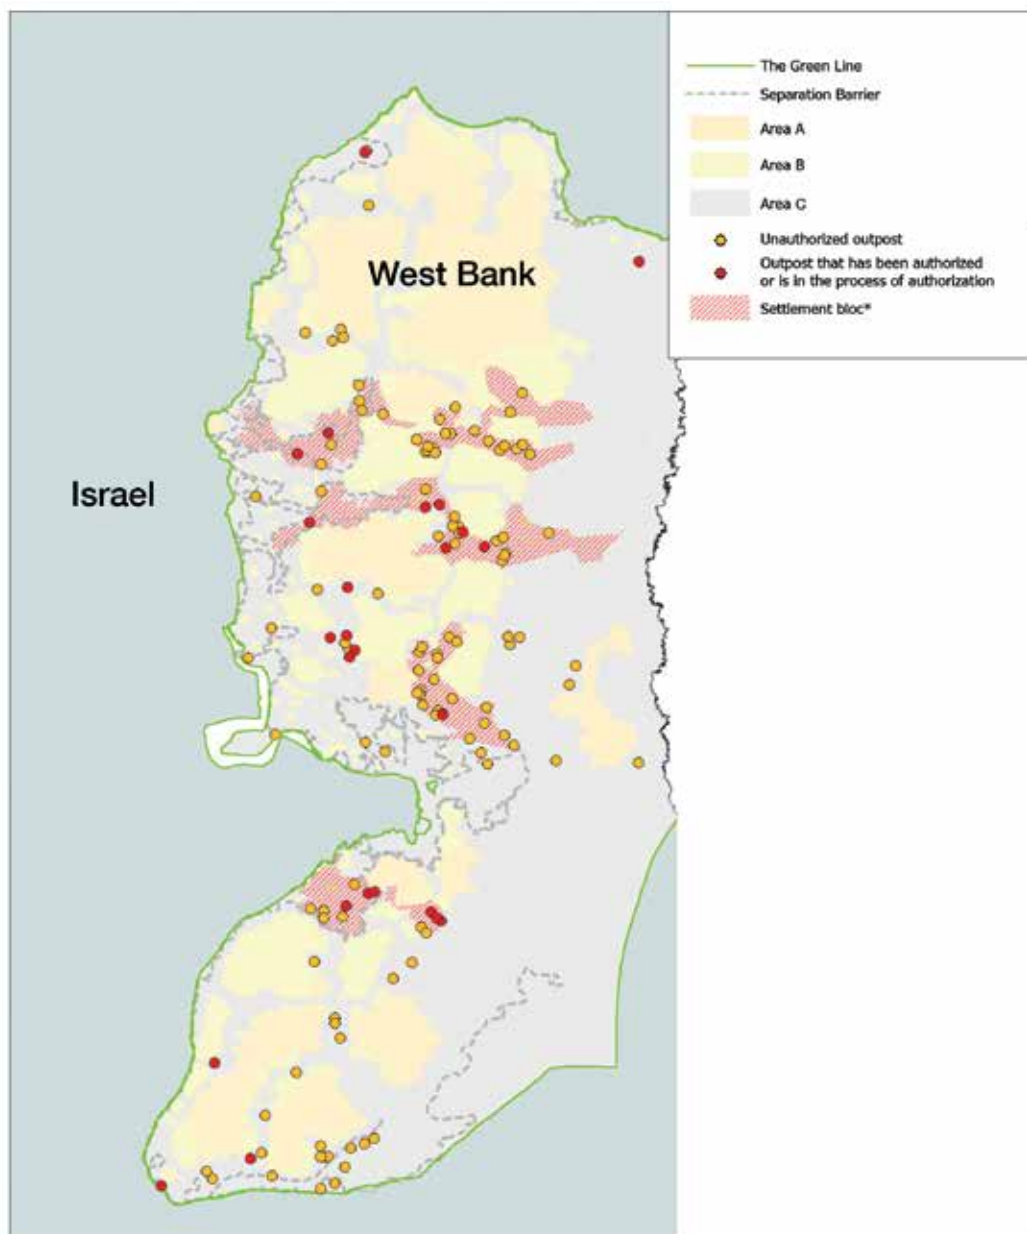 The Green Line
Separation Barrier
Area A
Area B
Area C
Unauthorized outpost
Outpost that has been authorized
or is in the process of authorization
Settlement bloc*
West Bank
Israel